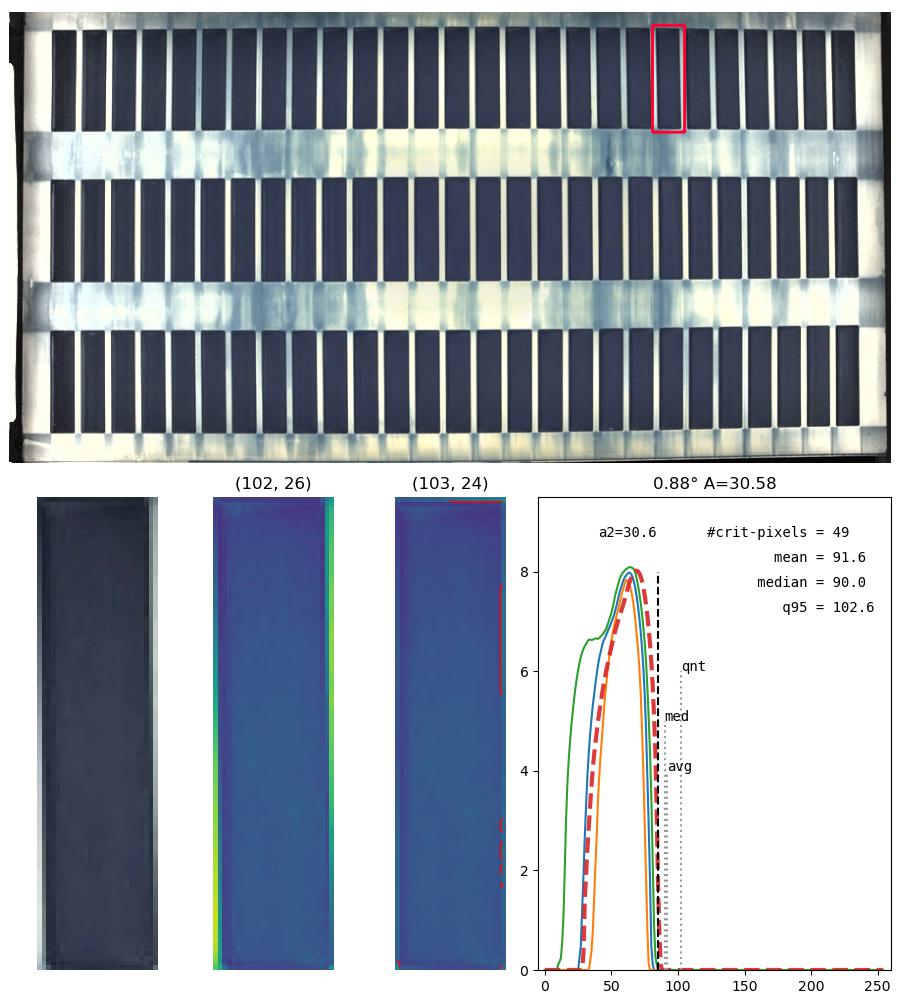 (102, 26)
(103, 24)
0.88° A=30.58
a2=30.6
#crit-pixels = 49
mean = 91.6
median = 90.0
q95 = 102.6
qnt
med
avg
8
6
4
2
0
0 50 100 150 200 250